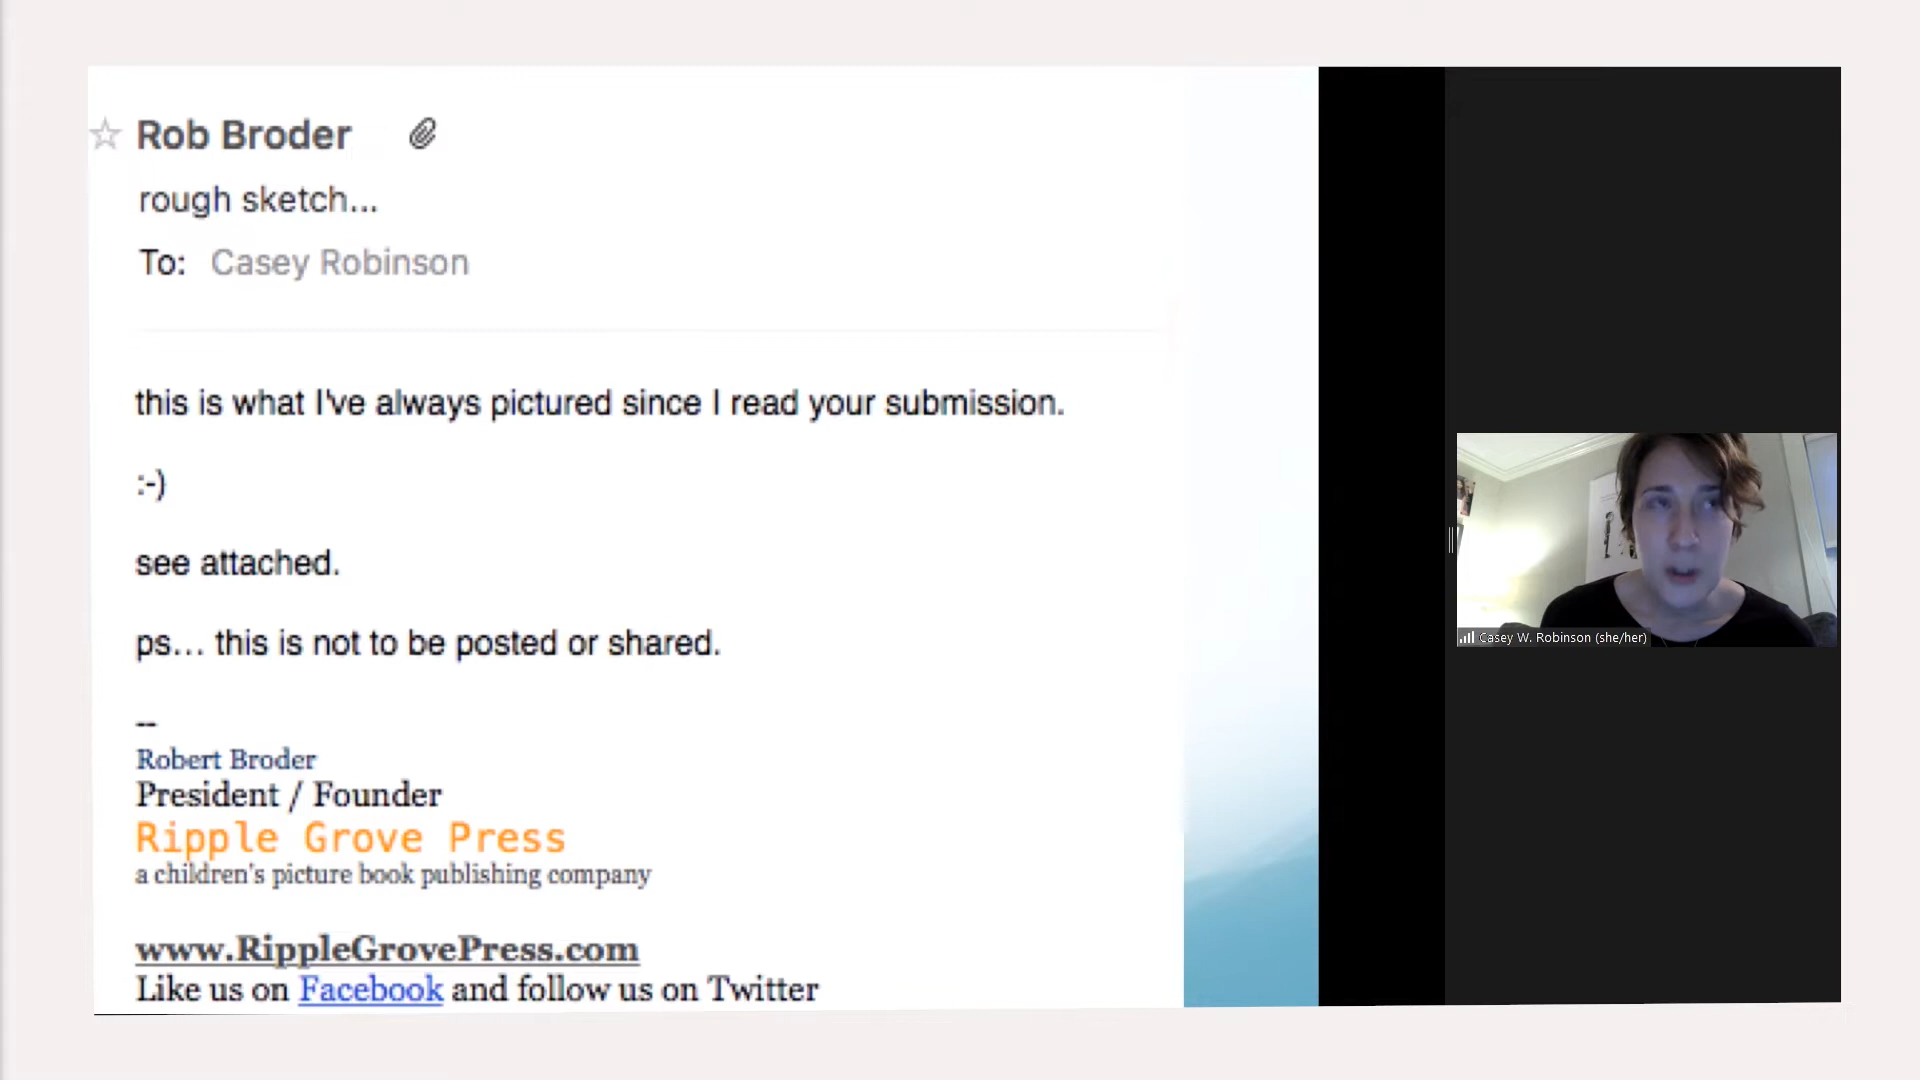 Rob Broder
rough sketch...
To: Casey Robinson
this is what I've always pictured since I read your submission.
:-)
see attached.
ps... this is not to be posted or shared.
--
Robert Broder
President / Founder
Ripple Grove Press
a children's picture book publishing company
www.RippleGrovePress.com
Like us on Facebook and follow us on Twitter
Casey W. Robinson (she/her)